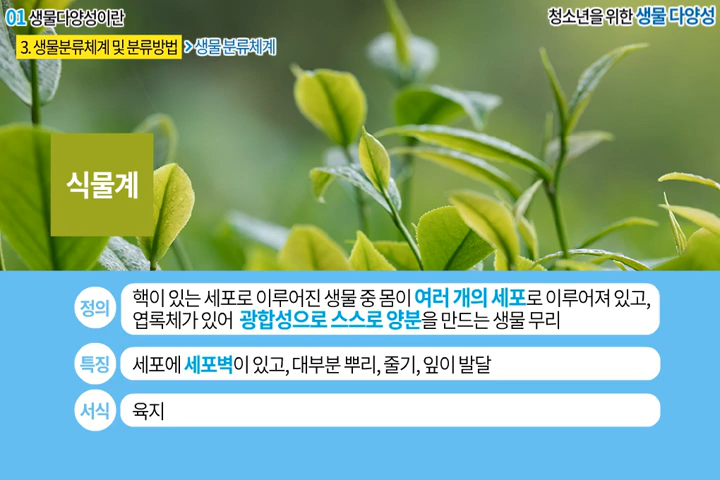 01 생물다양성이란
청소년을 위한 생물 다양성
3. 생물분류체계 및 분류방법 > 생물 분류체계
식물계
정의
핵이 있는 세포로 이루어진 생물 중 몸이 여러 개의 세포로 이루어져 있고,
엽록체가 있어 광합성으로 스스로 양분을 만드는 생물 무리
특징
세포에 세포벽이 있고, 대부분 뿌리, 줄기, 잎이 발달
서식
육지